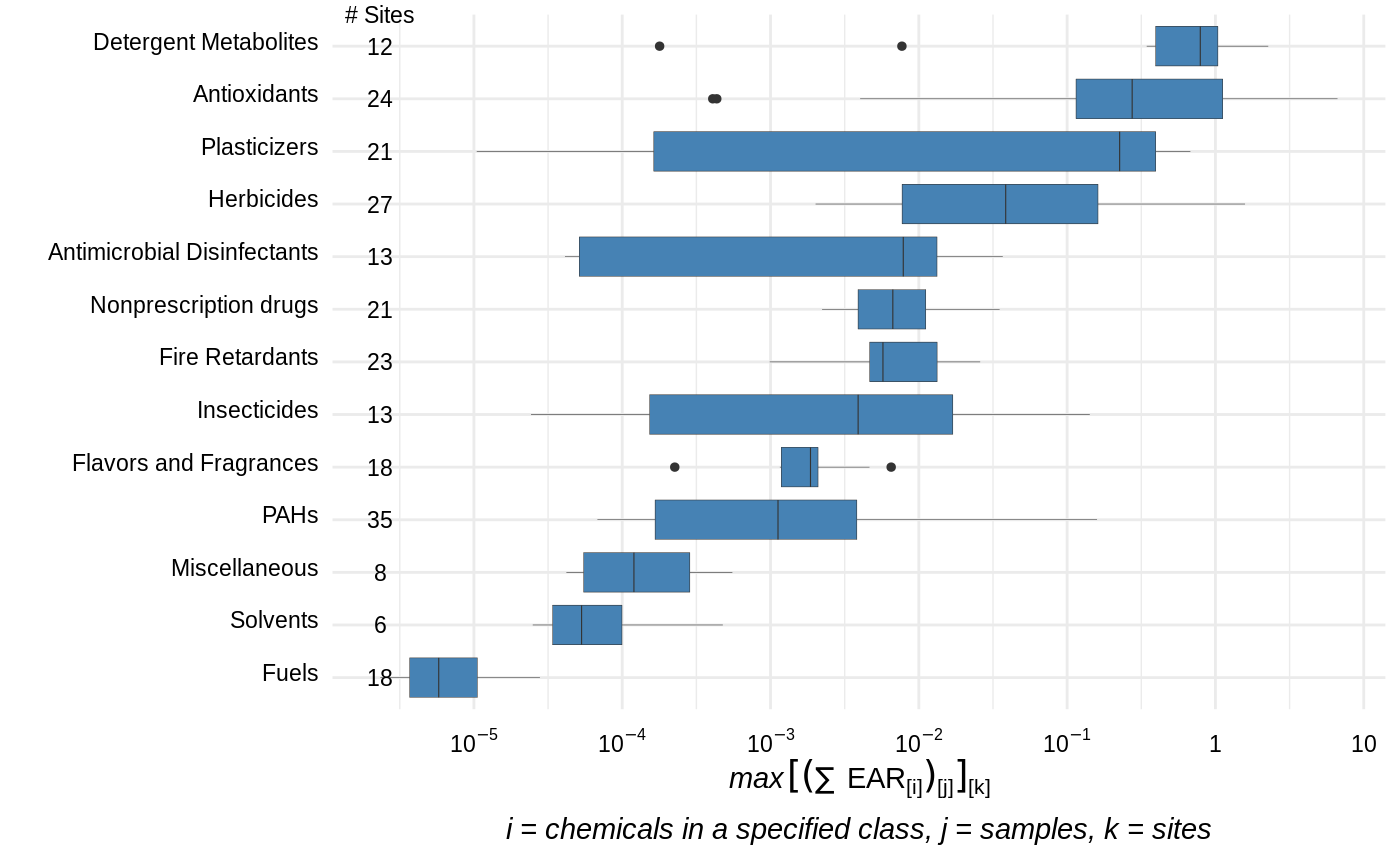 # Sites
Detergent Metabolites 12
Antioxidants 24
Plasticizers 21
Herbicides 27
Antimicrobial Disinfectants 13
Nonprescription drugs 21
Fire Retardants 23
Insecticides 13
Flavors and Fragrances 18
PAHs 35
Miscellaneous 8
Solvents 6
Fuels 18
10⁻⁵ 10⁻⁴ 10⁻³ 10⁻² 10⁻¹ 1 10
max[(∑ EAR[i])[j]][k]
i = chemicals in a specified class, j = samples, k = sites